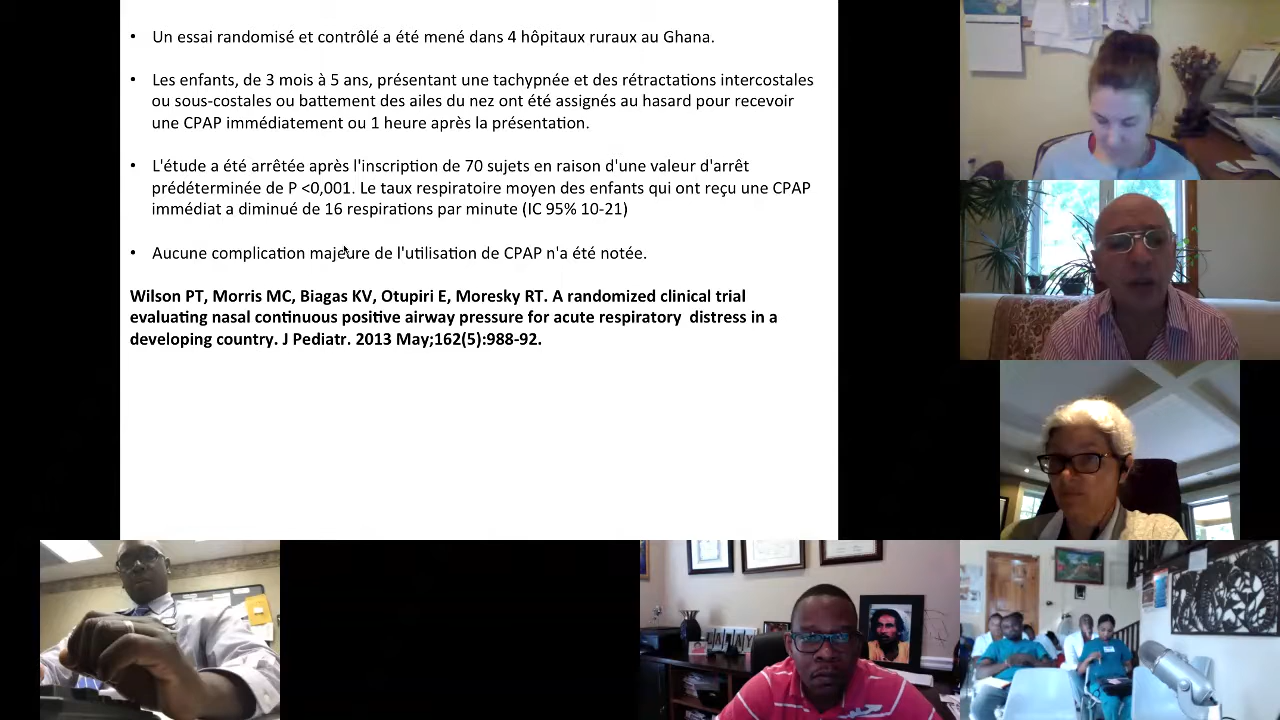 • Un essai randomisé et contrôlé a été mené dans 4 hôpitaux ruraux au Ghana.
• Les enfants, de 3 mois à 5 ans, présentant une tachypnée et des rétractations intercostales
ou sous-costales ou battement des ailes du nez ont été assignés au hasard pour recevoir
une CPAP immédiatement ou 1 heure après la présentation.
• L'étude a été arrêtée après l'inscription de 70 sujets en raison d'une valeur d'arrêt
prédéterminée de P <0,001. Le taux respiratoire moyen des enfants qui ont reçu une CPAP
immédiat a diminué de 16 respirations par minute (IC 95% 10-21)
• Aucune complication majeure de l'utilisation de CPAP n'a été notée.
Wilson PT, Morris MC, Biagas KV, Otupiri E, Moresky RT. A randomized clinical trial
evaluating nasal continuous positive airway pressure for acute respiratory distress in a
developing country. J Pediatr. 2013 May;162(5):988-92.